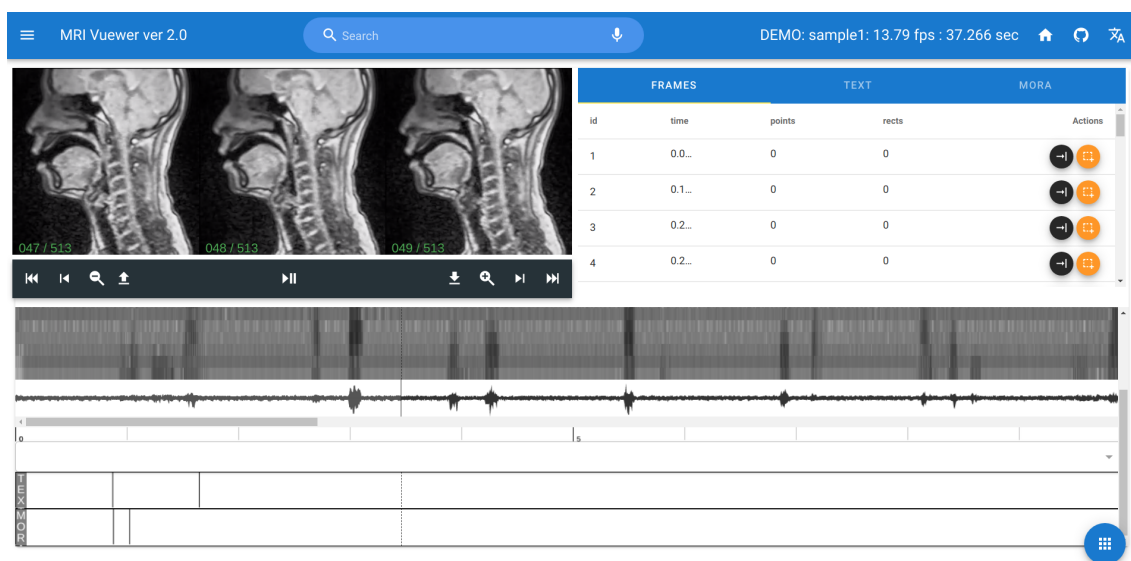 MRI Vuewer ver 2.0
Search
DEMO: sample1: 13.79 fps : 37.266 sec
047 / 513
048 / 513
049 / 513
FRAMES TEXT MORA
id time points rects Actions
1 0.0... 0 0
2 0.1... 0 0
3 0.2... 0 0
4 0.2... 0 0
0 5
TEX
MOR